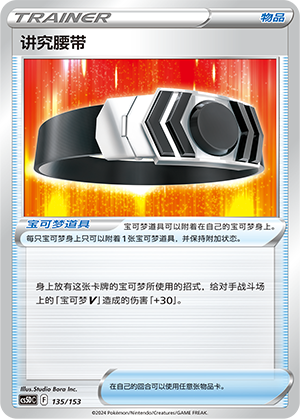 TRAINER 物品
讲究腰带
宝可梦道具 宝可梦道具可以附着在自己的宝可梦身上。
每只宝可梦身上只可以附着1张宝可梦道具，并保持附加状态。
身上放有这张卡牌的宝可梦所使用的招式，给对手战斗场
上的「宝可梦V」造成的伤害「+30」。
Illus.Studio Bora Inc.
cs5D C F 135/153
在自己的回合可以使用任意张物品卡。
©2024 Pokémon/Nintendo/Creatures/GAME FREAK.